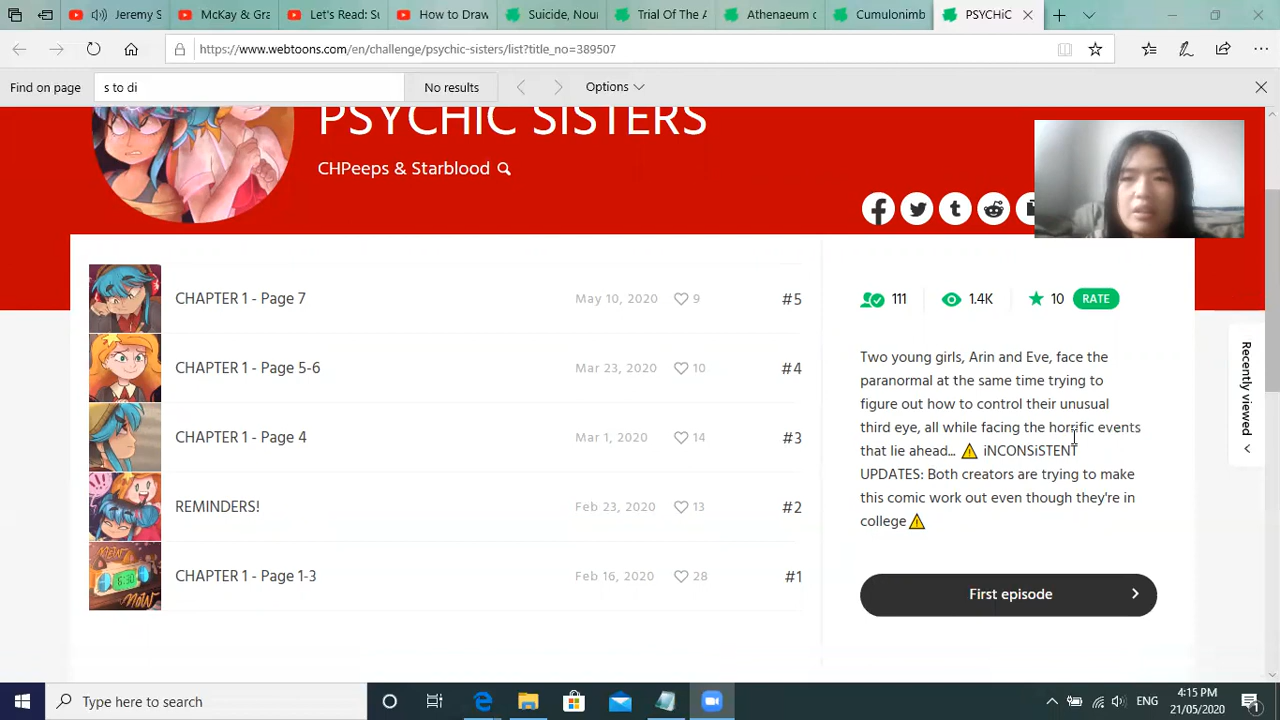 Jeremy S
McKay & Gr
Let's Read: Su
How to Draw
Suicide, Nour
Trial Of The A
Athenaeum o
Cumulonimb
PSYCHiC
https://www.webtoons.com/en/challenge/psychic-sisters/list?title_no=389507
Find on page
s to di
No results
Options
PSYCHIC SISTERS
CHPeeps & Starblood
CHAPTER 1 - Page 7
May 10, 2020
9
#5
CHAPTER 1 - Page 5-6
Mar 23, 2020
10
#4
CHAPTER 1 - Page 4
Mar 1, 2020
14
#3
REMINDERS!
Feb 23, 2020
13
#2
CHAPTER 1 - Page 1-3
Feb 16, 2020
28
#1
111
1.4K
10
RATE
Two young girls, Arin and Eve, face the
paranormal at the same time trying to
figure out how to control their unusual
third eye, all while facing the horrific events
that lie ahead... ⚠ iNCONSiSTENT
UPDATES: Both creators are trying to make
this comic work out even though they're in
college ⚠
First episode
Recently viewed
Type here to search
ENG
4:15 PM
21/05/2020
1